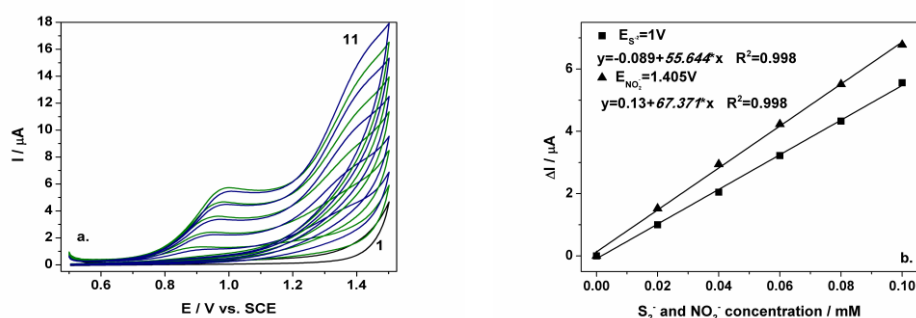 18
16
14
12
10
8
6
4
2
0
I / μA
11
a.
1
0.6 0.8 1.0 1.2 1.4
E / V vs. SCE
■ E_S²⁻=1V
y=-0.089+55.644*x R²=0.998
▲ E_NO₂⁻=1.405V
y=0.13+67.371*x R²=0.998
6
4
2
0
ΔI / μA
b.
0.00 0.02 0.04 0.06 0.08 0.10
S₂⁻ and NO₂⁻ concentration / mM